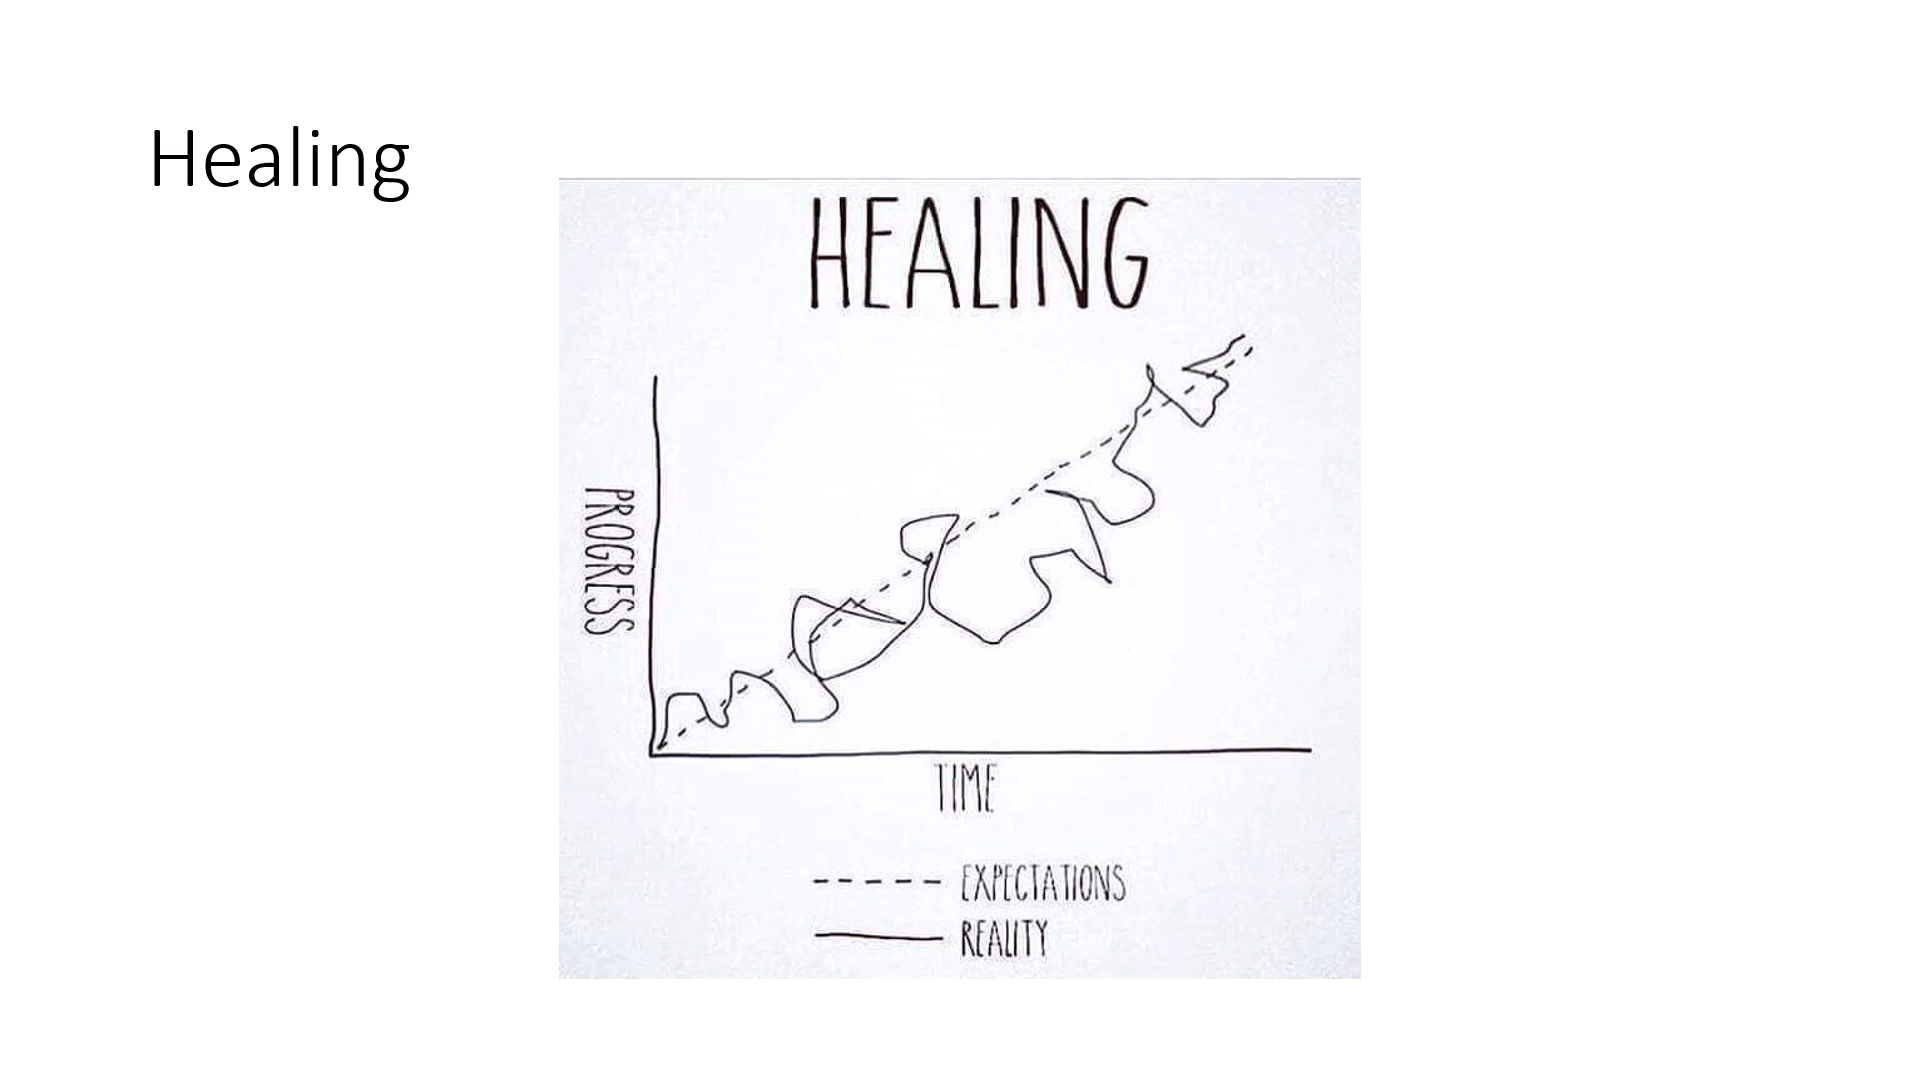 Healing
HEALING
PROGRESS
TIME
EXPECTATIONS
REALITY